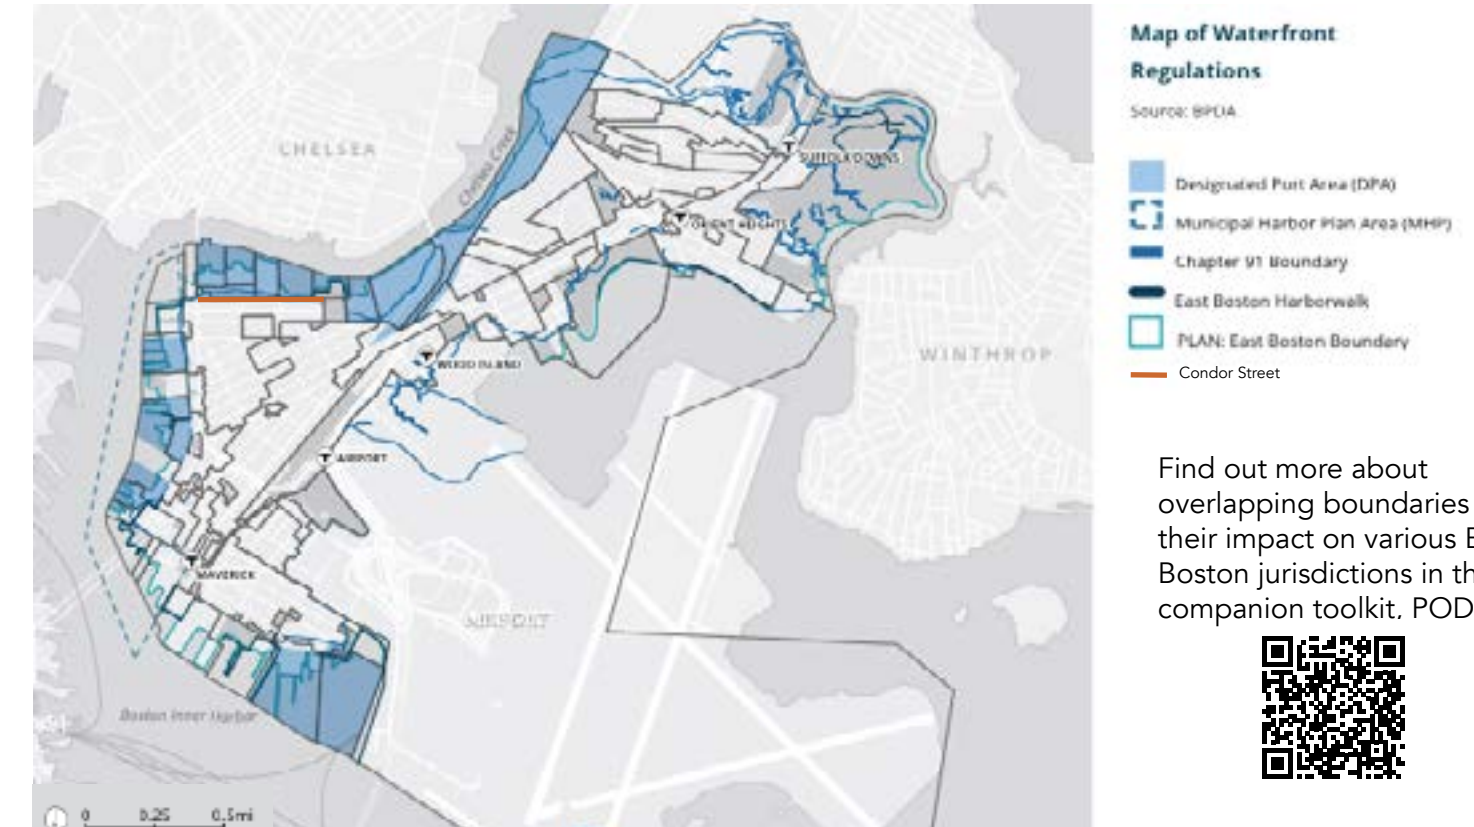 Map of Waterfront
Regulations
Source: BPDA
Designated Port Area (DPA)
Municipal Harbor Plan Area (MHP)
Chapter 91 Boundary
East Boston Harborwalk
PLAN: East Boston Boundary
Condor Street
Find out more about
overlapping boundaries
their impact on various E
Boston jurisdictions in th
companion toolkit, POD
CHELSEA
Chelsea Creek
SUFFOLK DOWNS
ORIENT HEIGHTS
WINTHROP
WOOD ISLAND
AIRPORT
MAVERICK
AIRPORT
Boston Inner Harbor
0 0.25 0.5mi